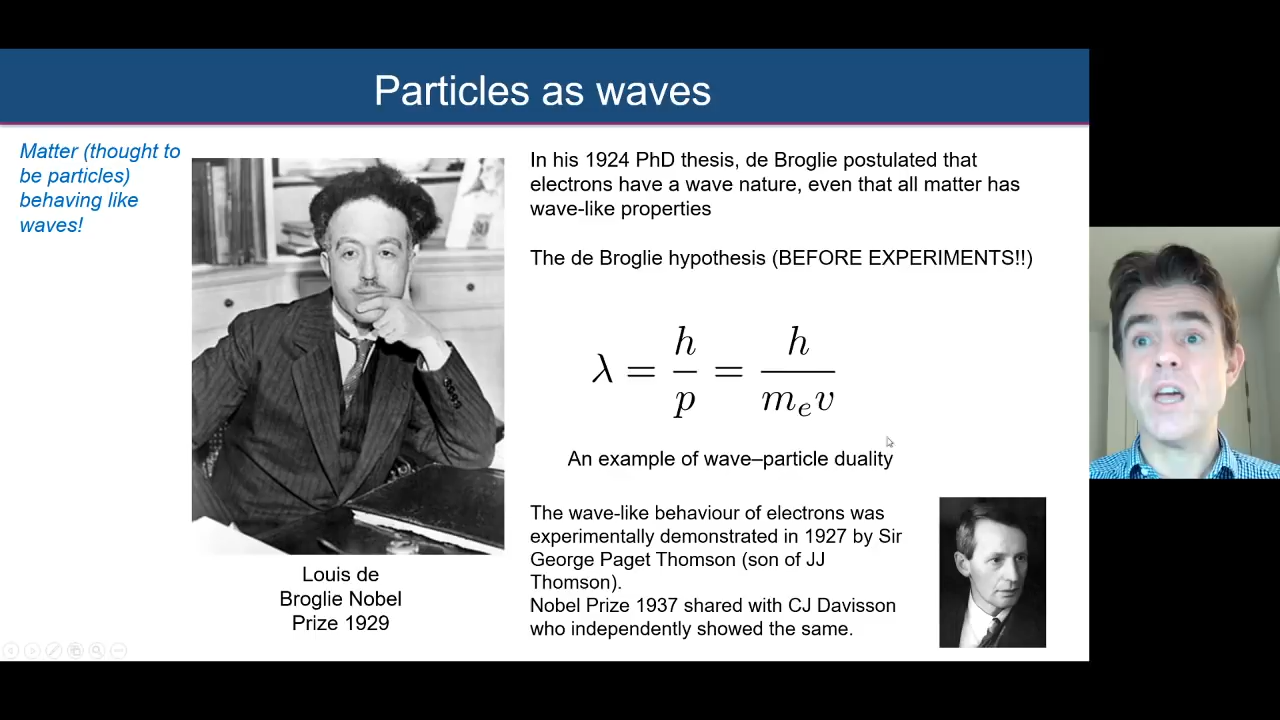 Particles as waves
Matter (thought to
be particles)
behaving like
waves!
In his 1924 PhD thesis, de Broglie postulated that
electrons have a wave nature, even that all matter has
wave-like properties
The de Broglie hypothesis (BEFORE EXPERIMENTS!!)
λ = h/p = h/(mₑv)
An example of wave–particle duality
The wave-like behaviour of electrons was
experimentally demonstrated in 1927 by Sir
George Paget Thomson (son of JJ
Thomson).
Nobel Prize 1937 shared with CJ Davisson
who independently showed the same.
Louis de
Broglie Nobel
Prize 1929